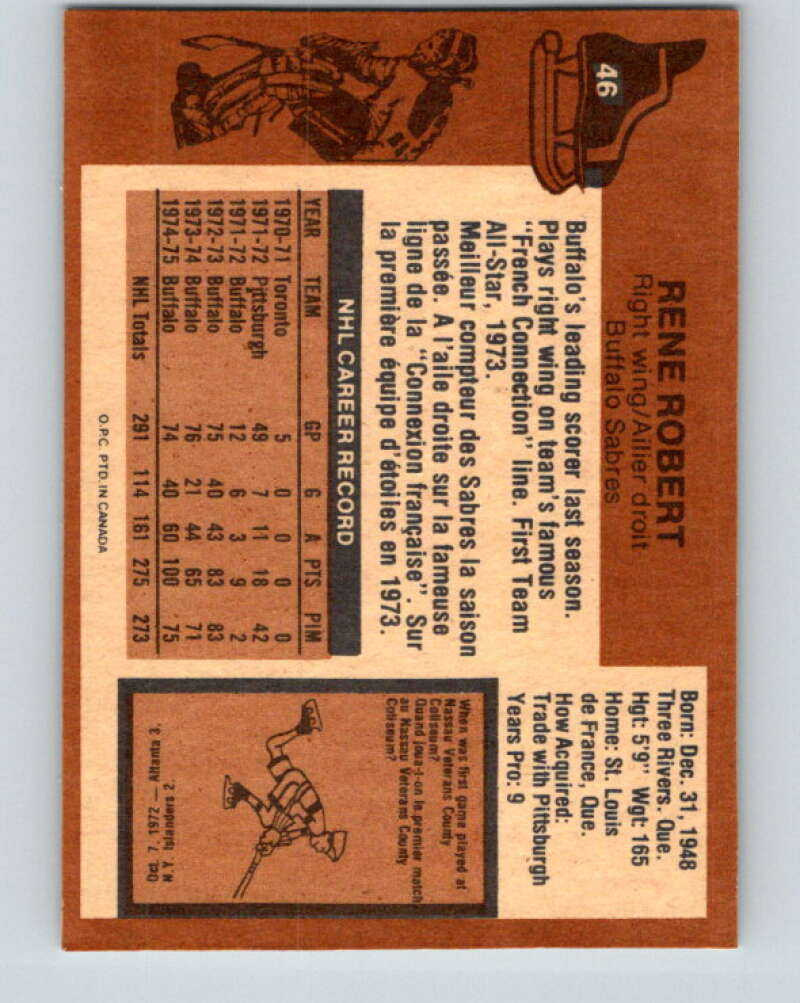 46
RENE ROBERT
Right wing/Ailier droit
Buffalo Sabres
Born: Dec. 31, 1948
Three Rivers. Que.
Hgt: 5'9" Wgt: 165
Home: St. Louis
de France, Que.
How Acquired:
Trade with Pittsburgh
Years Pro: 9
Buffalo's leading scorer last season.
Plays right wing on team's famous
"French Connection" line. First Team
All-Star, 1973.
Meilleur compteur des Sabres la saison
passée. A l'aile droite sur la fameuse
ligne de la "Connexion française". Sur
la première équipe d'étoiles en 1973.
NHL CAREER RECORD
YEAR TEAM GP G A PTS PIM
1970-71 Toronto 5 0 0 0 0
1971-72 Pittsburgh 49 7 11 18 42
1971-72 Buffalo 12 6 3 9 2
1972-73 Buffalo 75 40 43 83 83
1973-74 Buffalo 76 21 44 65 71
1974-75 Buffalo 74 40 60 100 75
NHL Totals 291 114 161 275 273
O.P.C. PTD. IN CANADA
When was first game played at
Nassau Veterans County
Coliseum?
Quand joua-t-on le premier match
au Nassau Veterans County
Coliseum?
Oct. 7, 1972 — Atlanta 3,
N.Y. Islanders 2.